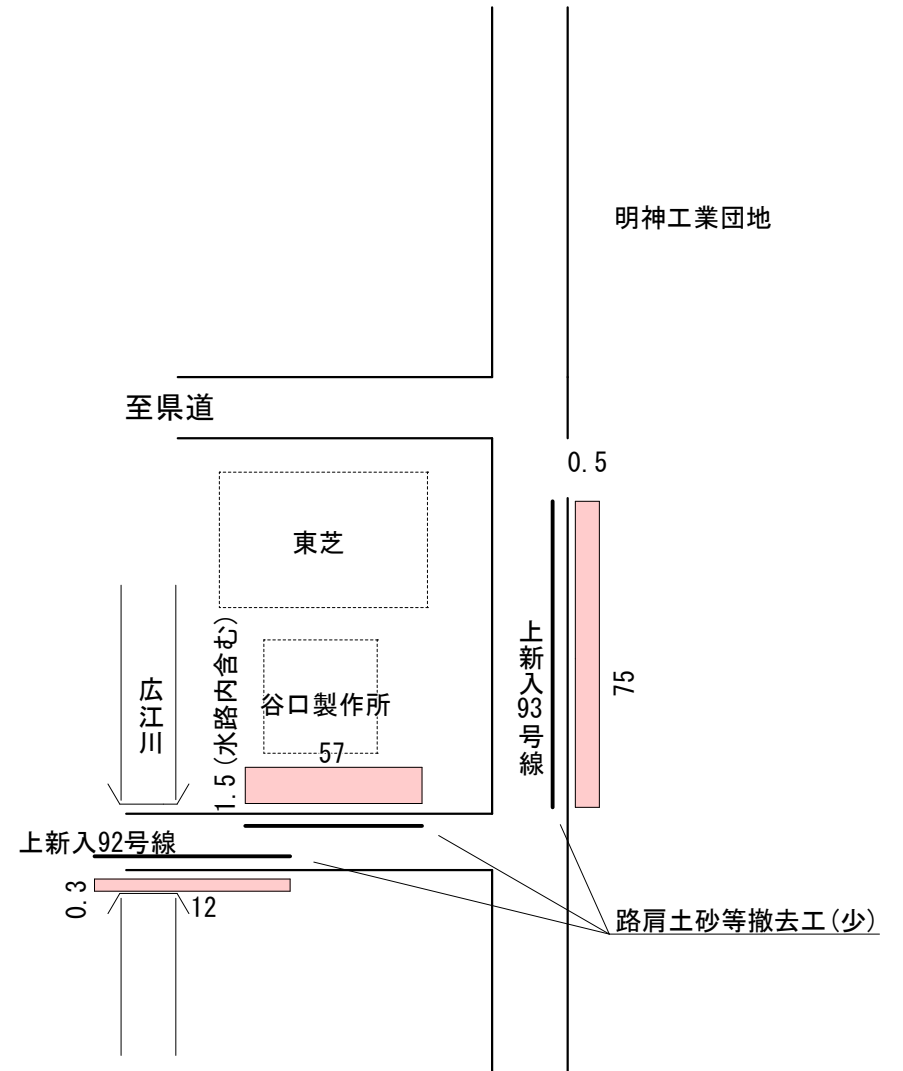 明神工業団地
至県道
0.5
東芝
上新入93号線
75
広江川
1.5(水路内含む)
谷口製作所
57
上新入92号線
0.3
12
路肩土砂等撤去工(少)